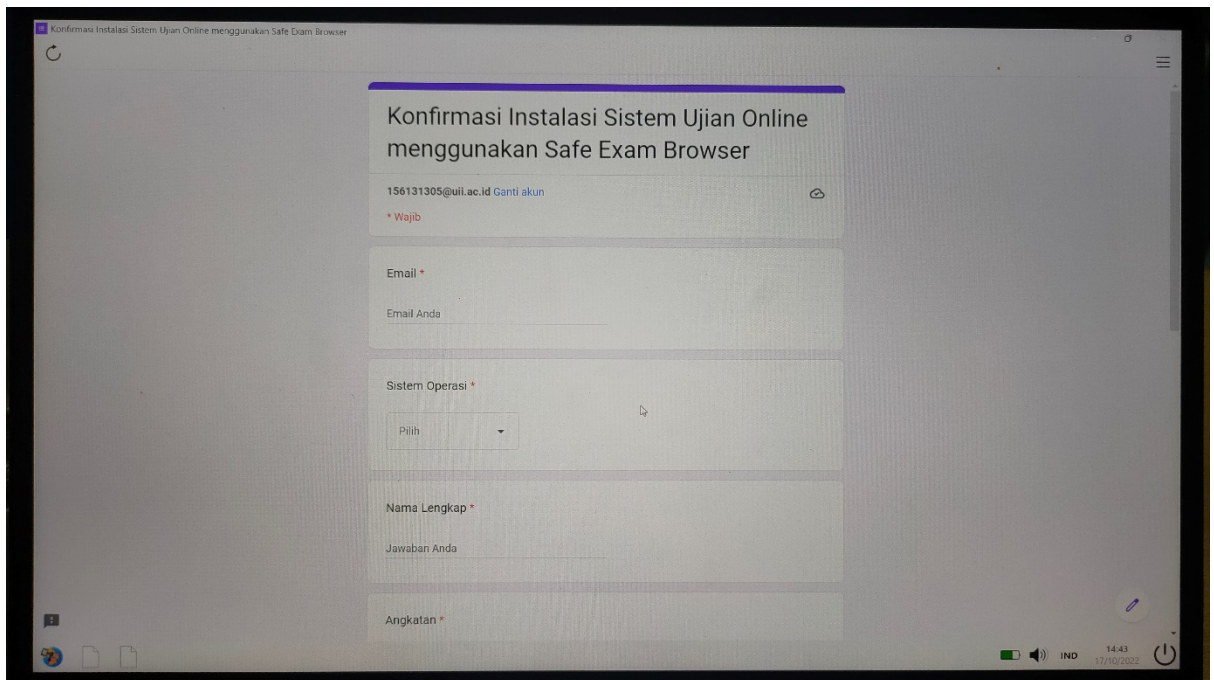 Konfirmasi Instalasi Sistem Ujian Online menggunakan Safe Exam Browser
Konfirmasi Instalasi Sistem Ujian Online
menggunakan Safe Exam Browser
156131305@uii.ac.id Ganti akun
* Wajib
Email *
Email Anda
Sistem Operasi *
Pilih
Nama Lengkap *
Jawaban Anda
Angkatan *
IND
14:43
17/10/2022